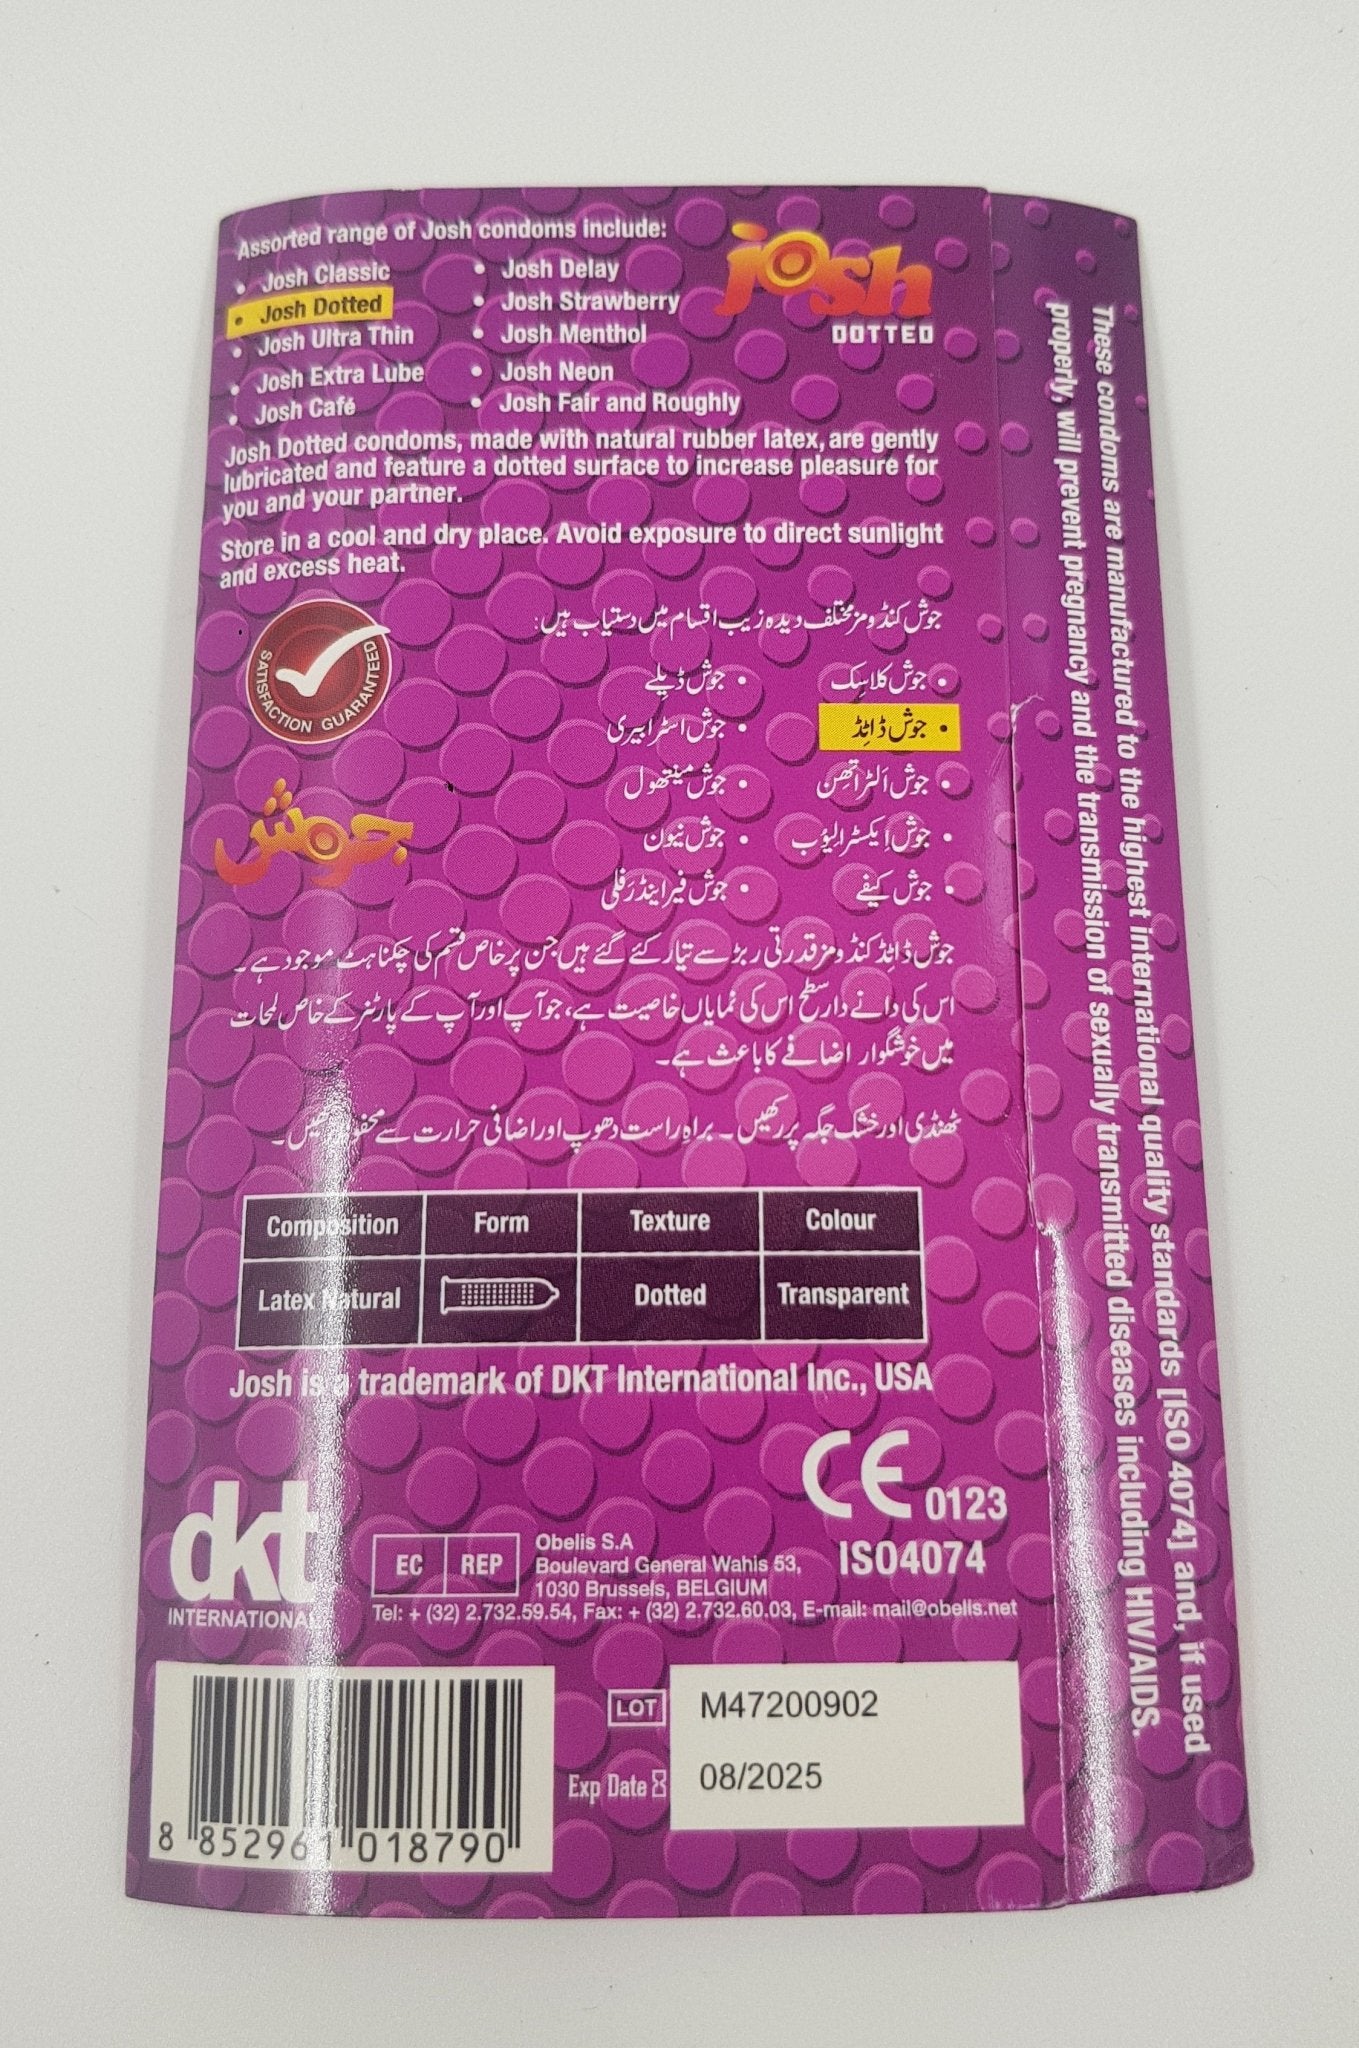 Assorted range of Josh condoms include:
• Josh Classic
• Josh Dotted
• Josh Ultra Thin
• Josh Extra Lube
• Josh Café
• Josh Delay
• Josh Strawberry
• Josh Menthol
• Josh Neon
• Josh Fair and Roughly
josh
DOTTED
Josh Dotted condoms, made with natural rubber latex, are gently
lubricated and feature a dotted surface to increase pleasure for
you and your partner.
Store in a cool and dry place. Avoid exposure to direct sunlight
and excess heat.
SATISFACTION GUARANTEED
جوش کنڈومز مختلف دیدہ زیب اقسام میں دستیاب ہیں:
• جوش کلاسک
• جوش ڈاٹڈ
• جوش الٹرا تھن
• جوش ایکسٹرا لیوب
• جوش کیفے
• جوش ڈیلے
• جوش اسٹرابیری
• جوش مینتھول
• جوش نیون
• جوش فیر اینڈ رفلی
جوش
جوش ڈاٹڈ کنڈومز قدرتی ربڑ سے تیار کئے گئے ہیں جن پر خاص قسم کی چکناہٹ موجود ہے۔
اس کی دانے دار سطح اس کی نمایاں خاصیت ہے، جو آپ اور آپ کے پارٹنر کے خاص لمحات
میں خوشگوار اضافے کا باعث ہے۔
ٹھنڈی اور خشک جگہ پر رکھیں۔ براہِ راست دھوپ اور اضافی حرارت سے
Composition Form Texture Colour
Latex Natural Dotted Transparent
Josh is a trademark of DKT International Inc., USA
CE 0123
ISO4074
dkt
INTERNATIONAL
EC REP
Obelis S.A
Boulevard General Wahis 53,
1030 Brussels, BELGIUM
Tel: + (32) 2.732.59.54, Fax: + (32) 2.732.60.03, E-mail: mail@obelis.net
8 852961 018790
LOT M47200902
Exp Date 08/2025
These condoms are manufactured to the highest international quality standards [ISO 4074] and, if used
properly, will prevent pregnancy and the transmission of sexually transmitted diseases including HIV/AIDS.